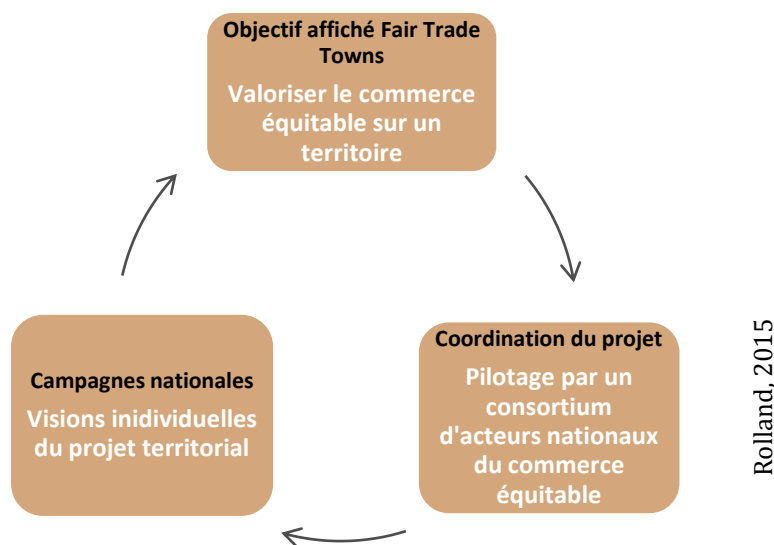 Objectif affiché Fair Trade
Towns
Valoriser le commerce
équitable sur un
territoire
Coordination du projet
Pilotage par un
consortium
d'acteurs nationaux
du commerce
équitable
Campagnes nationales
Visions inidividuelles
du projet territorial
Rolland, 2015